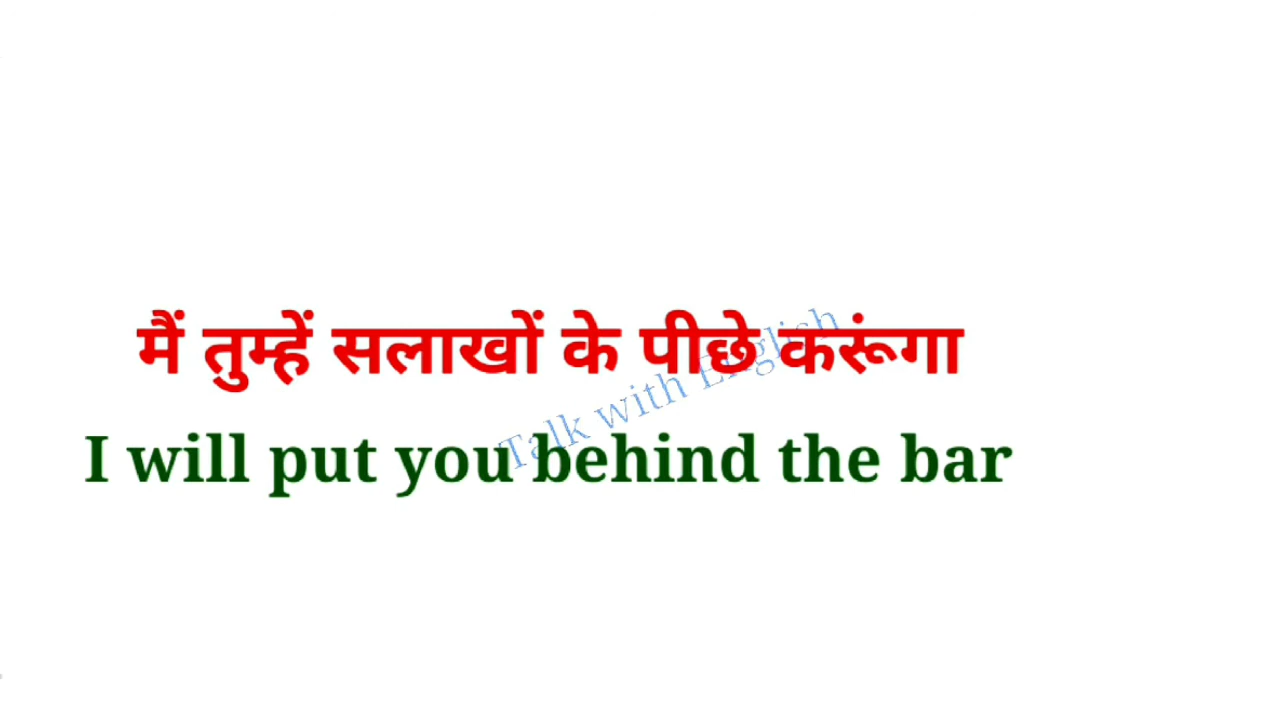 मैं तुम्हें सलाखों के पीछे करूंगा
Talk with English
I will put you behind the bar